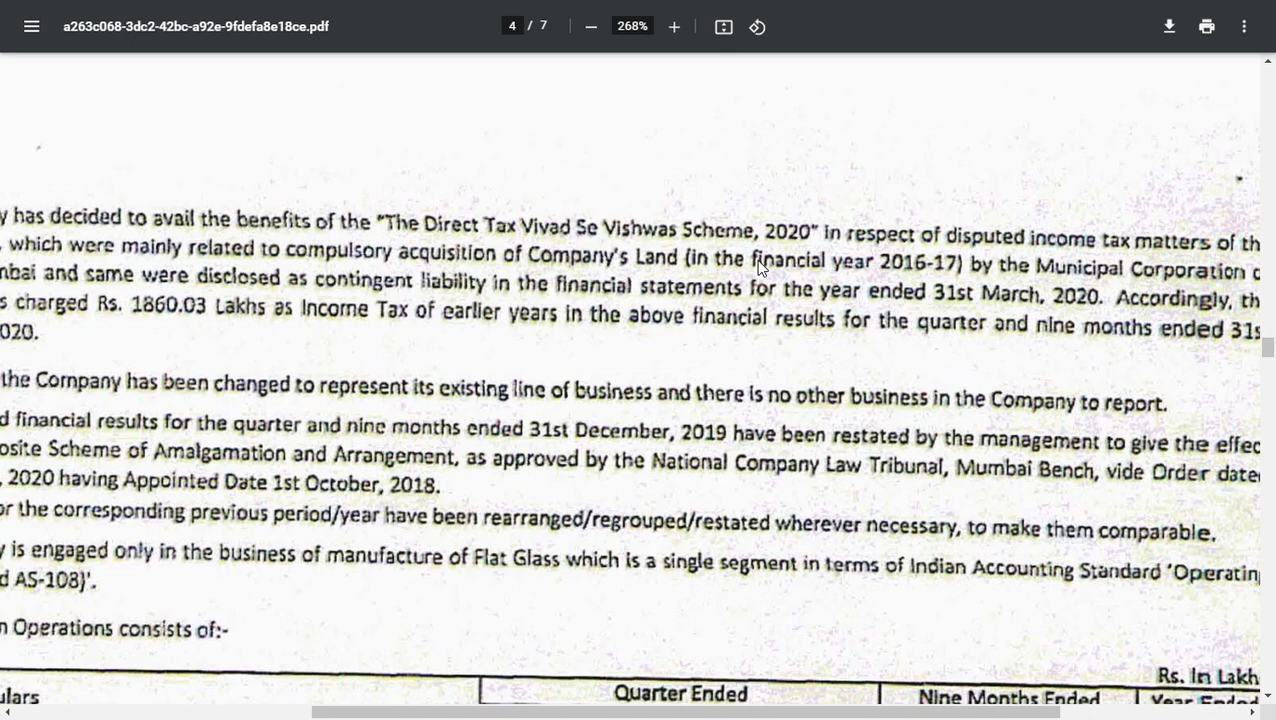 a263c068-3dc2-42bc-a92e-9fdefa8e18ce.pdf
4 / 7
268%
y has decided to avail the benefits of the "The Direct Tax Vivad Se Vishwas Scheme, 2020" in respect of disputed income tax matters of th
, which were mainly related to compulsory acquisition of Company's Land (in the financial year 2016-17) by the Municipal Corporation o
nbai and same were disclosed as contingent liability in the financial statements for the year ended 31st March, 2020. Accordingly, th
s charged Rs. 1860.03 Lakhs as Income Tax of earlier years in the above financial results for the quarter and nine months ended 31s
020.
the Company has been changed to represent its existing line of business and there is no other business in the Company to report.
d financial results for the quarter and nine months ended 31st December, 2019 have been restated by the management to give the effec
osite Scheme of Amalgamation and Arrangement, as approved by the National Company Law Tribunal, Mumbai Bench, vide Order date
, 2020 having Appointed Date 1st October, 2018.
or the corresponding previous period/year have been rearranged/regrouped/restated wherever necessary, to make them comparable.
y is engaged only in the business of manufacture of Flat Glass which is a single segment in terms of Indian Accounting Standard 'Operatin
d AS-108)'.
n Operations consists of:-
Rs. In Lakh
ulars
Quarter Ended
Nine Months Ended
Year Ended